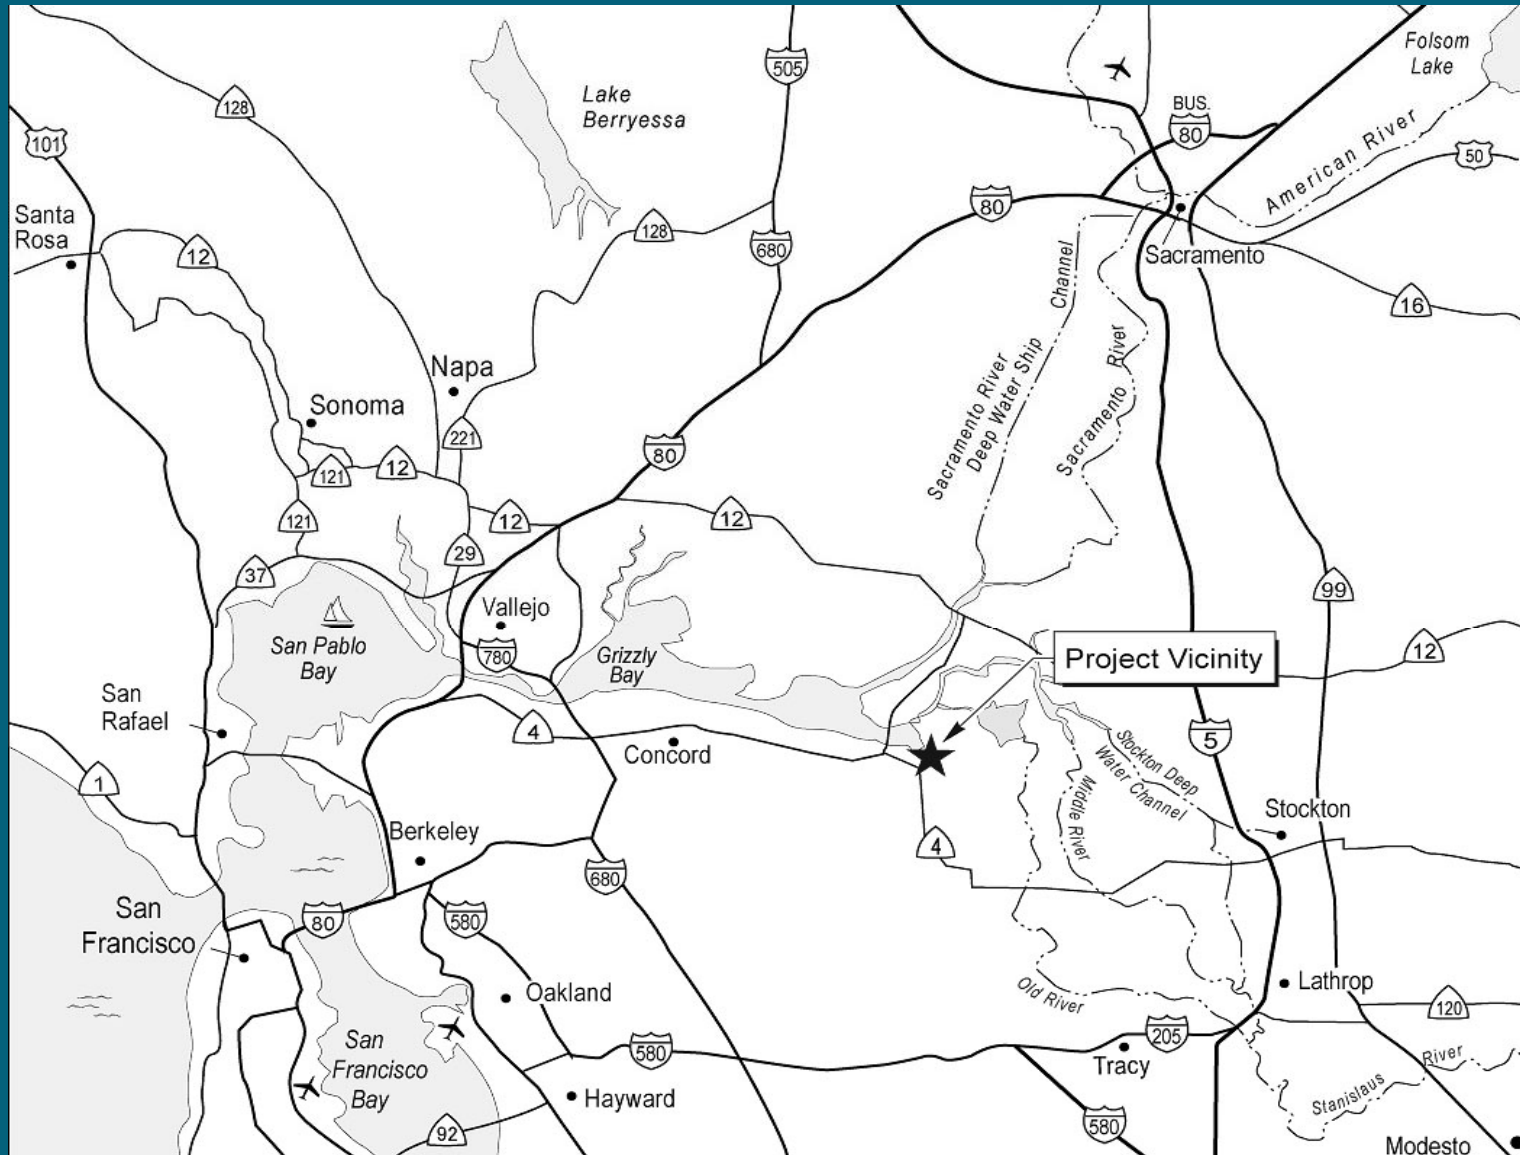 505
Folsom
Lake
128
Lake
Berryessa
BUS.
80
101
American River
50
80
Santa
Rosa
12
128
680
Channel
Sacramento
16
Sacramento River
Deep Water Ship
Sacramento River
Napa
Sonoma
221
80
121
12
121
12
12
29
37
99
Vallejo
San Pablo
Bay
780
Grizzly
Bay
Project Vicinity
12
San
Rafael
4
Concord
5
Stockton Deep
Water Channel
1
Middle River
Stockton
Berkeley
4
680
San
Francisco
80
580
Oakland
Old River
Lathrop
120
San
Francisco
Bay
580
205
Tracy
Stanislaus River
Hayward
92
580
Modesto